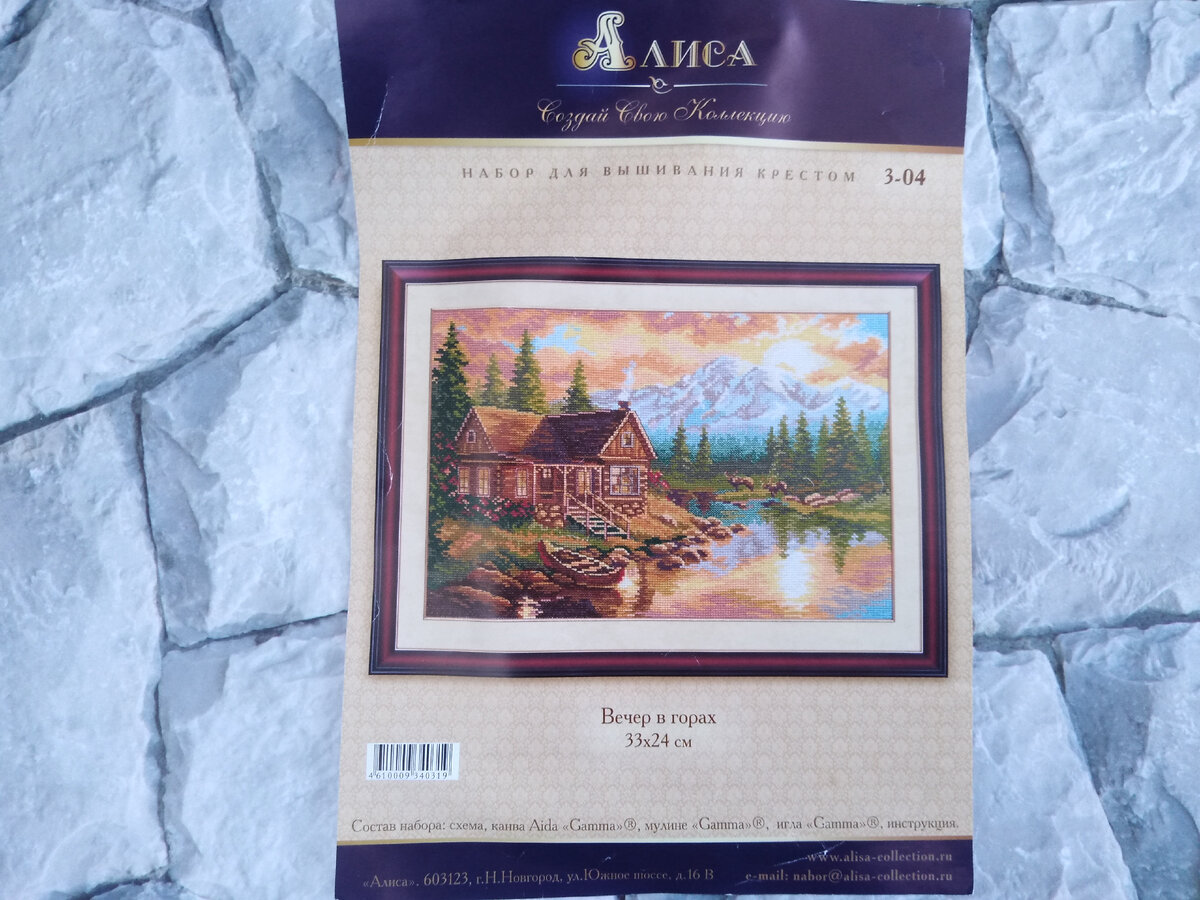 Алиса
Создай Свою Коллекцию
НАБОР ДЛЯ ВЫШИВАНИЯ КРЕСТОМ 3-04
Вечер в горах
33х24 см
4610009340319
Состав набора: схема, канва Aida «Gamma»®, мулине «Gamma»®, игла «Gamma»®, инструкция.
www.alisa-collection.ru
«Алиса», 603123, г.Н.Новгород, ул.Южное шоссе, д.16 В e-mail: nabor@alisa-collection.ru